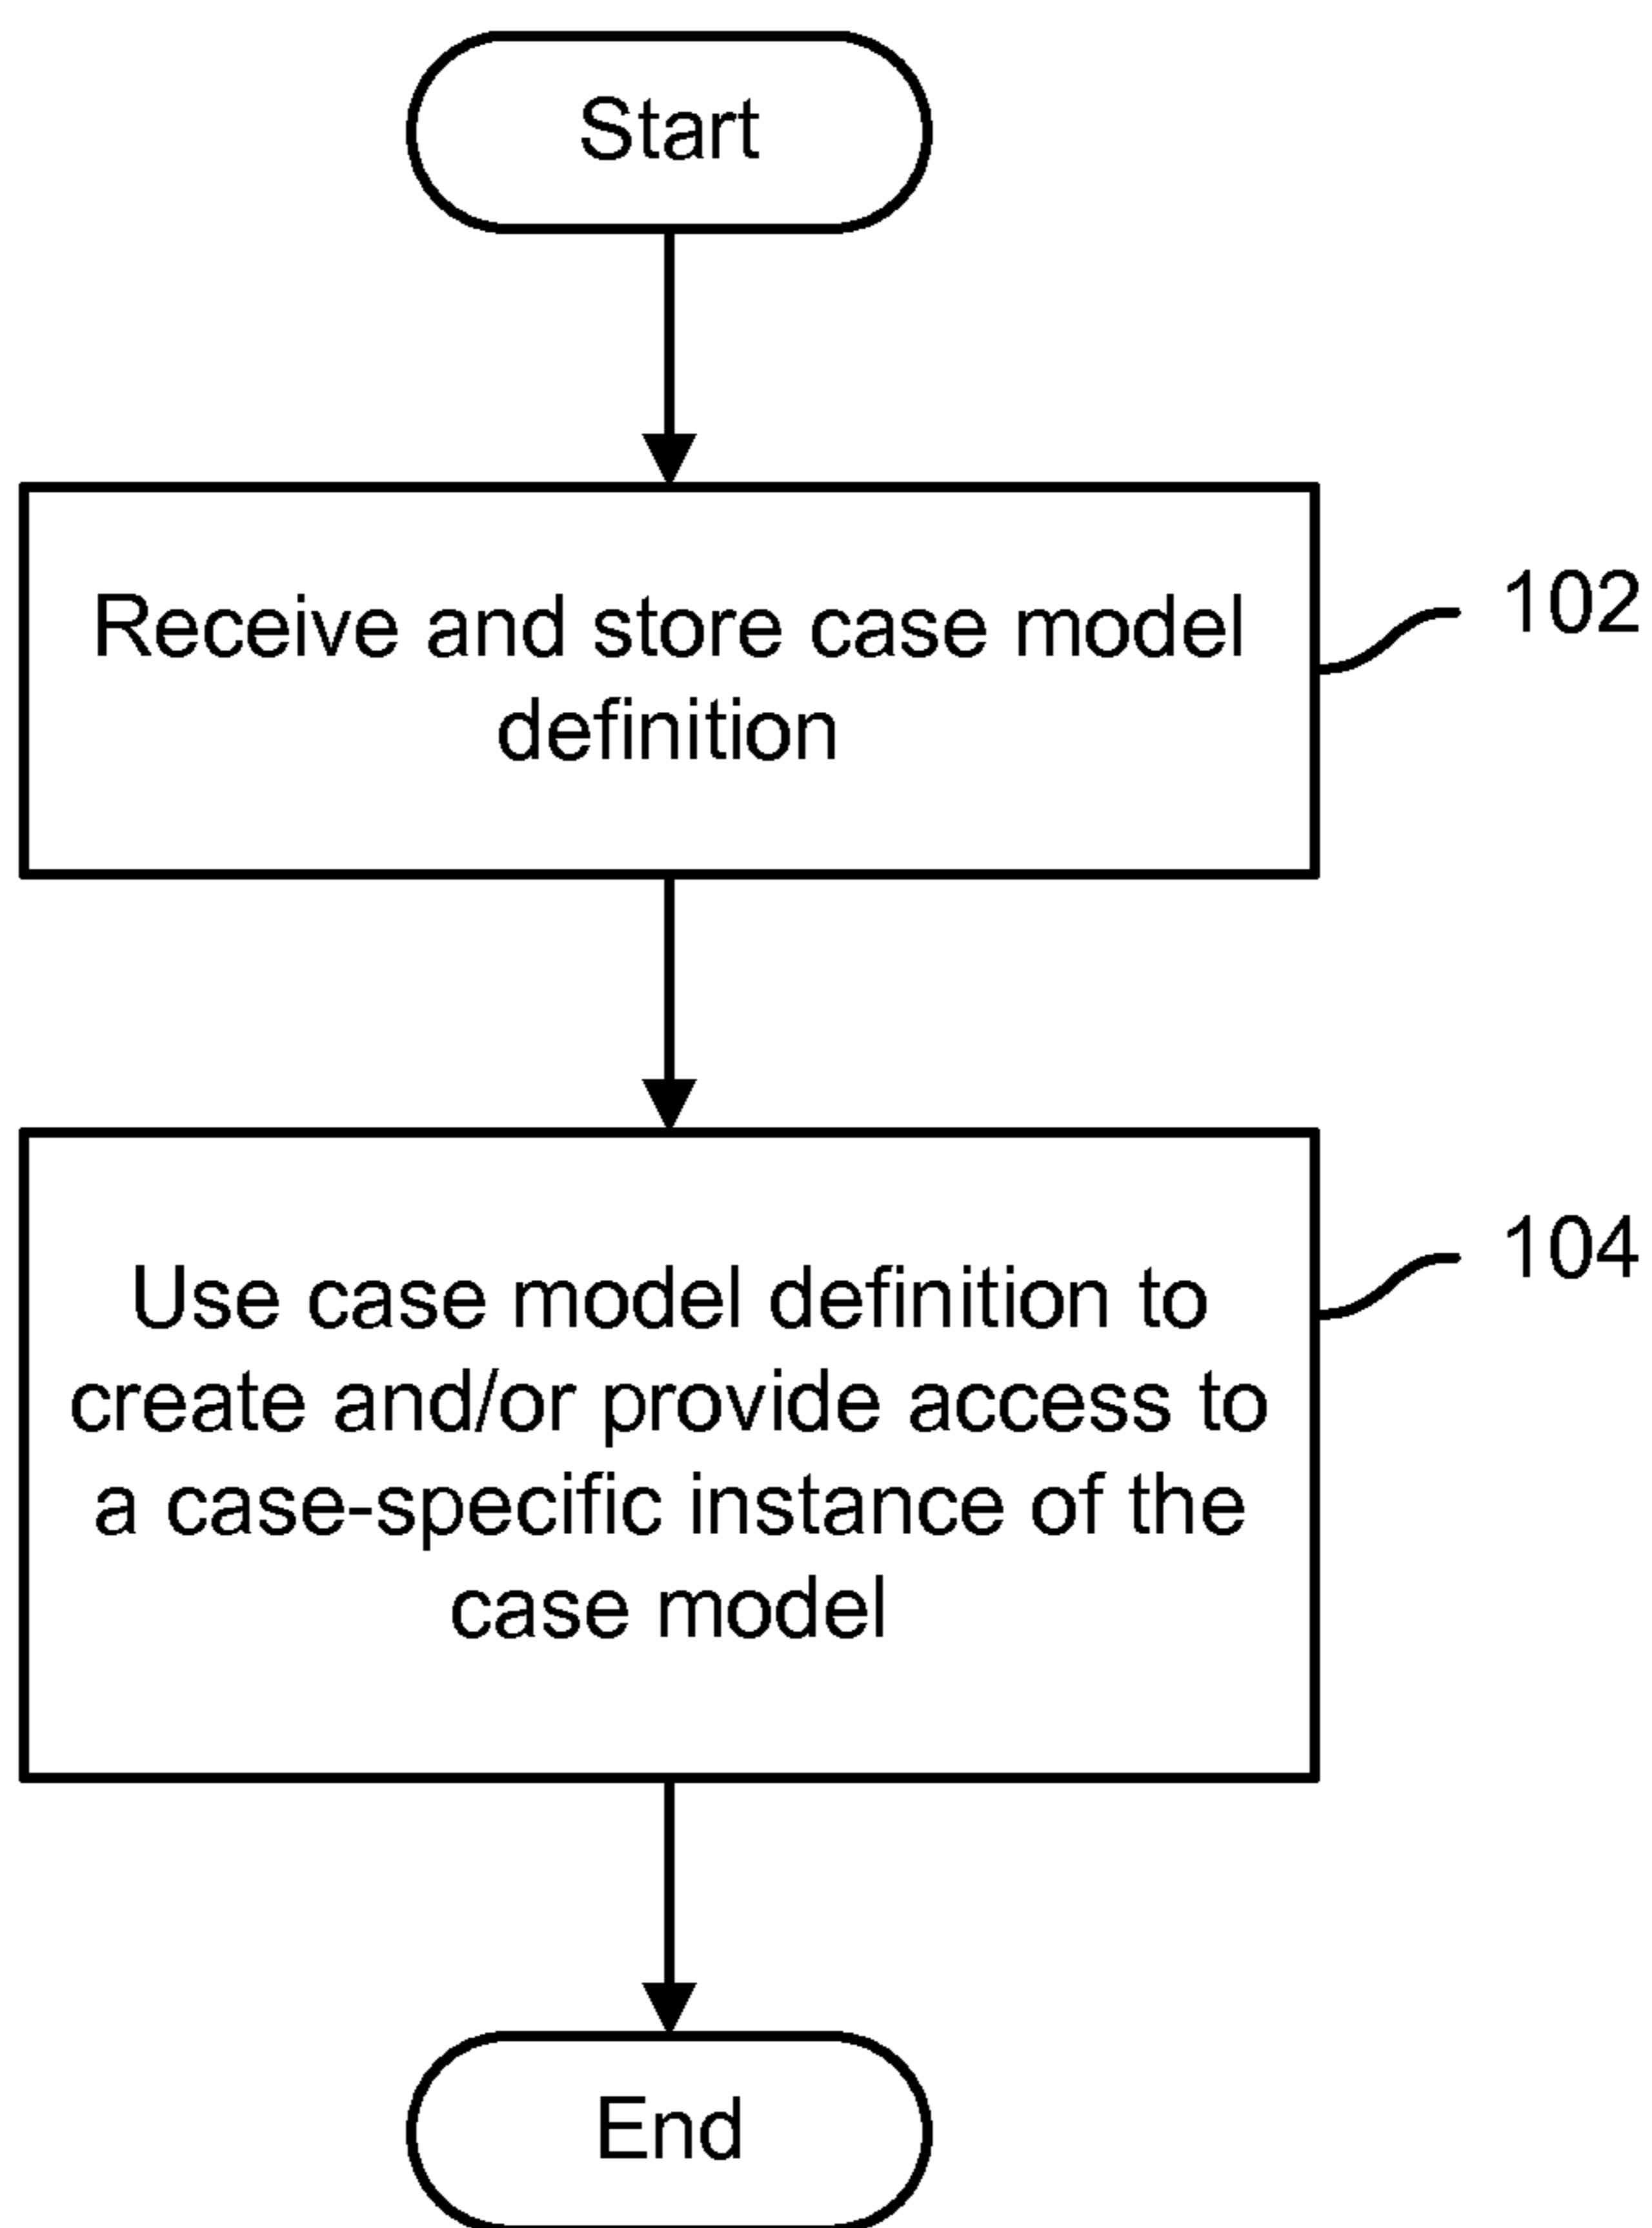 Start
Receive and store case model
definition
102
Use case model definition to
create and/or provide access to
a case-specific instance of the
case model
104
End